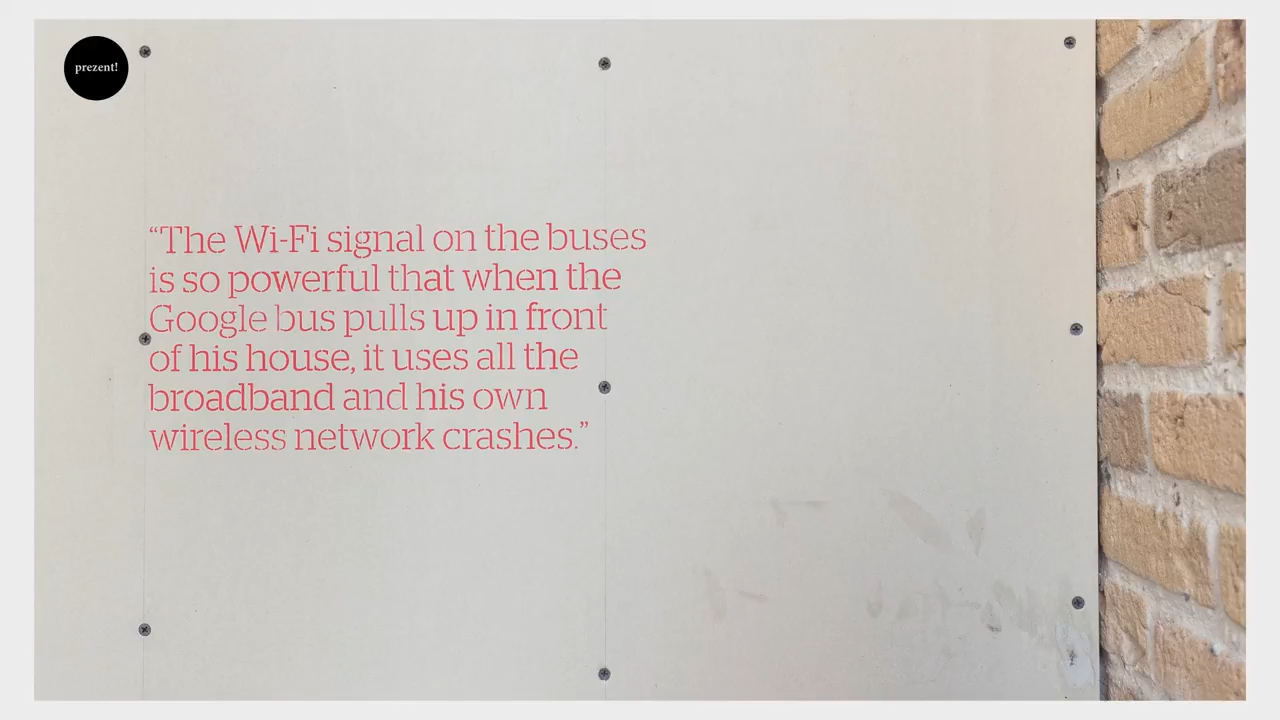 prezent!
“The Wi-Fi signal on the buses
is so powerful that when the
Google bus pulls up in front
of his house, it uses all the
broadband and his own
wireless network crashes.”